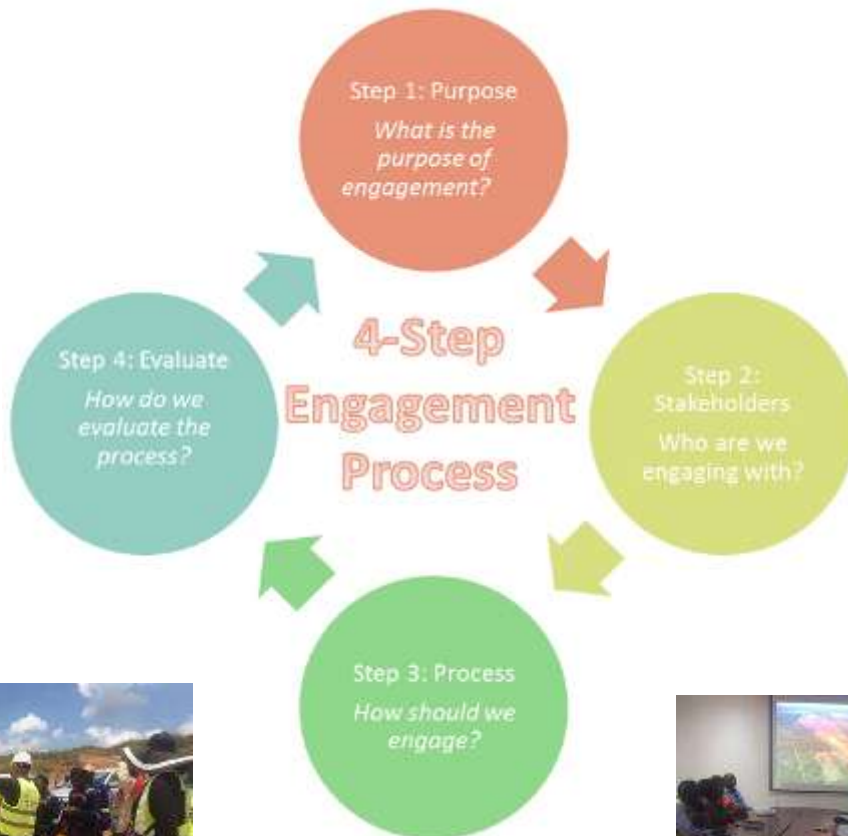 Step 1: Purpose
What is the
purpose of
engagement?
4-Step
Engagement
Process
Step 2:
Stakeholders
Who are we
engaging with?
Step 3: Process
How should we
engage?
Step 4: Evaluate
How do we
evaluate the
process?